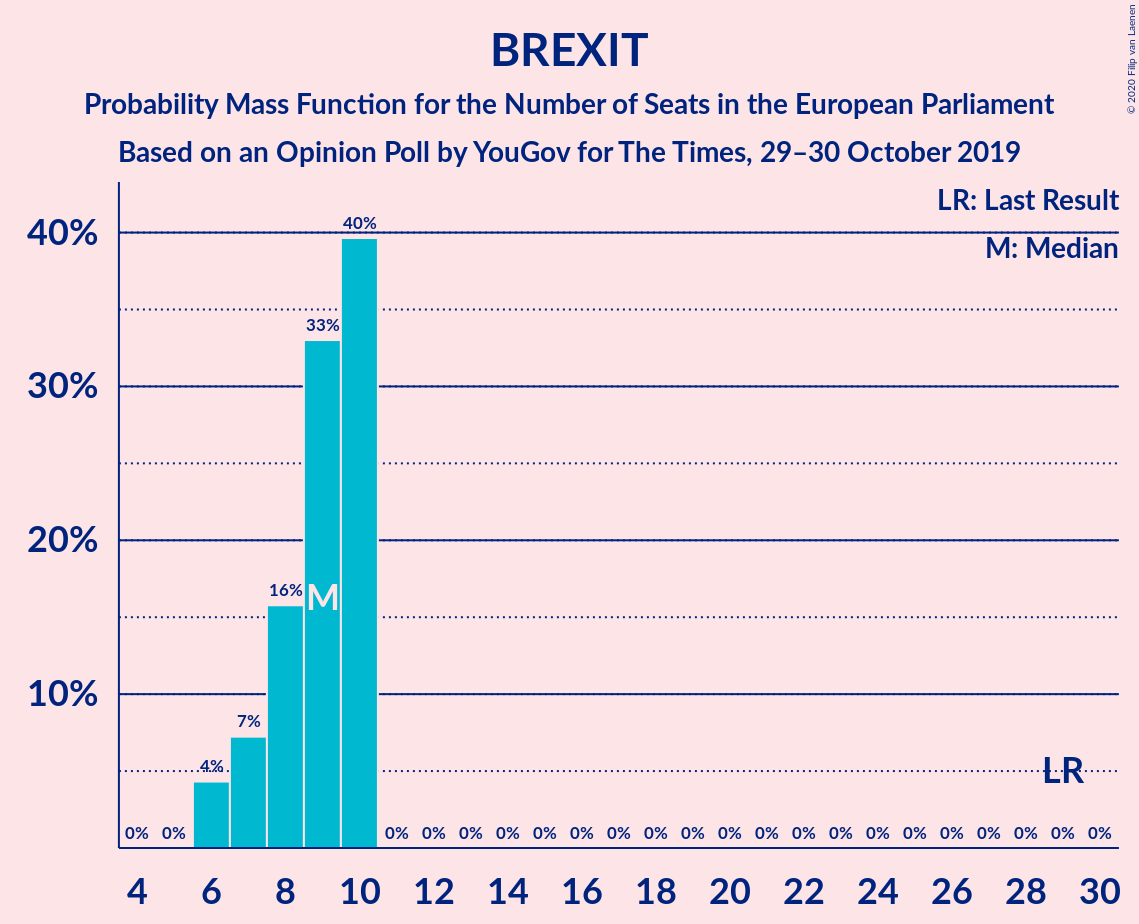 BREXIT
Probability Mass Function for the Number of Seats in the European Parliament
Based on an Opinion Poll by YouGov for The Times, 29–30 October 2019
© 2020 Filip van Laenen
LR: Last Result
M: Median
40%
30%
20%
10%
0% 0% 4% 7% 16% 33% 40% 0% 0% 0% 0% 0% 0% 0% 0% 0% 0% 0% 0% 0% 0% 0% 0% 0% 0% 0% 0%
M
LR
4 6 8 10 12 14 16 18 20 22 24 26 28 30